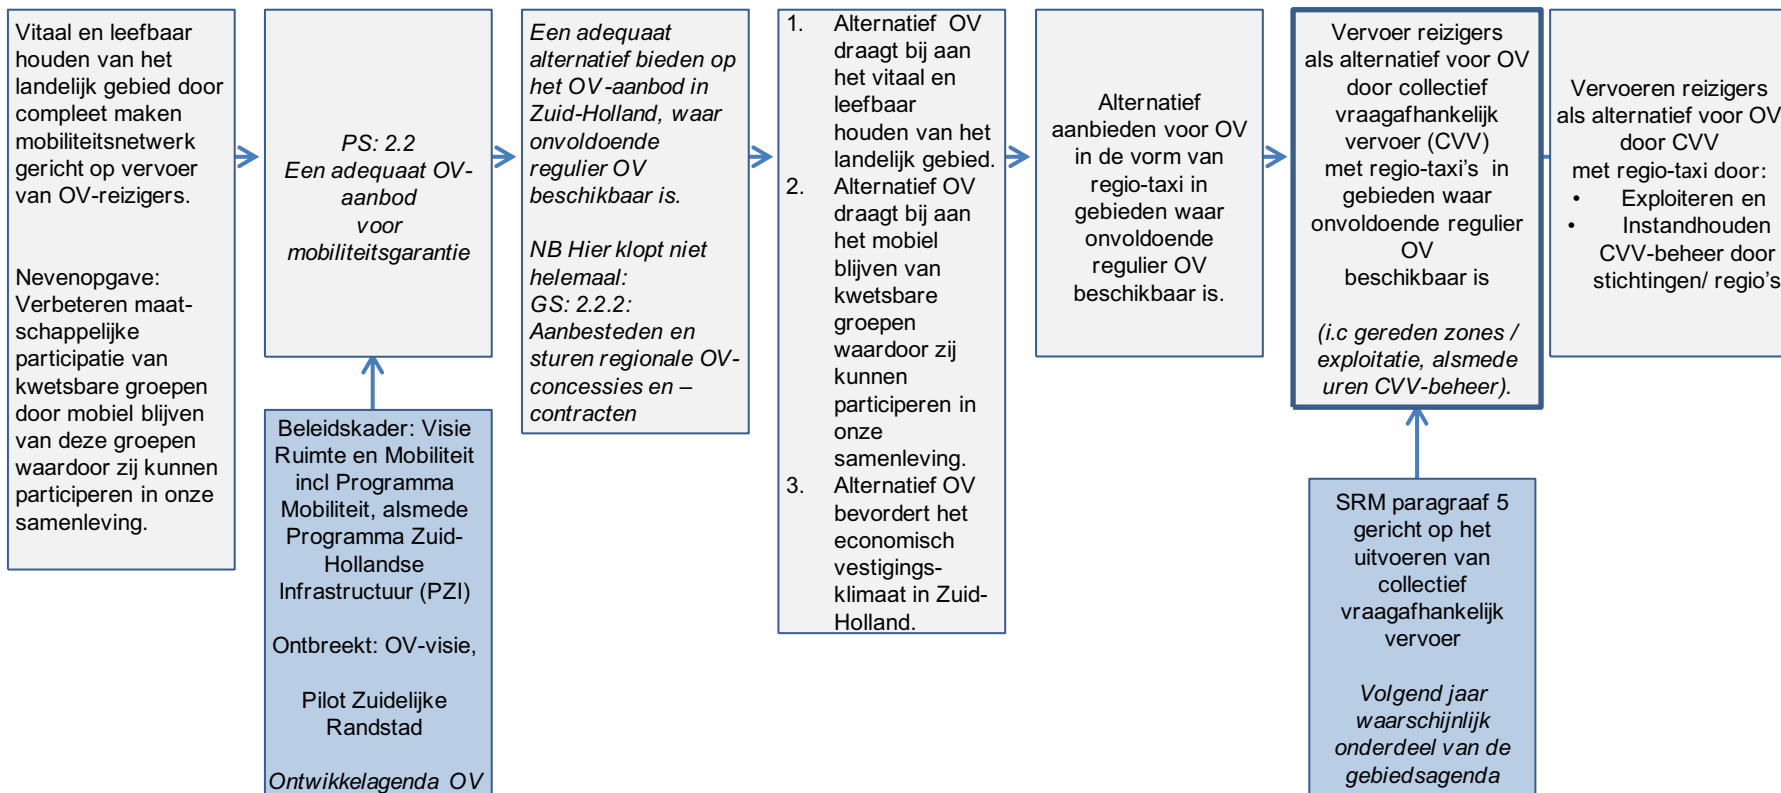 Vitaal en leefbaar
houden van het
landelijk gebied door
compleet maken
mobiliteitsnetwerk
gericht op vervoer
van OV-reizigers.
Nevenopgave:
Verbeteren maat-
schappelijke
participatie van
kwetsbare groepen
door mobiel blijven
van deze groepen
waardoor zij kunnen
participeren in onze
samenleving.
PS: 2.2
Een adequaat OV-
aanbod
voor
mobiliteitsgarantie
Beleidskader: Visie
Ruimte en Mobiliteit
incl Programma
Mobiliteit, alsmede
Programma Zuid-
Hollandse
Infrastructuur (PZI)
Ontbreekt: OV-visie,
Pilot Zuidelijke
Randstad
Ontwikkelagenda OV
Een adequaat
alternatief bieden op
het OV-aanbod in
Zuid-Holland, waar
onvoldoende
regulier OV
beschikbaar is.
NB Hier klopt niet
helemaal:
GS: 2.2.2:
Aanbesteden en
sturen regionale OV-
concessies en –
contracten
1. Alternatief OV
draagt bij aan
het vitaal en
leefbaar
houden van het
landelijk gebied.
2. Alternatief OV
draagt bij aan
het mobiel
blijven van
kwetsbare
groepen
waardoor zij
kunnen
participeren in
onze
samenleving.
3. Alternatief OV
bevordert het
economisch
vestigings-
klimaat in Zuid-
Holland.
Alternatief
aanbieden voor OV
in de vorm van
regio-taxi in
gebieden waar
onvoldoende
regulier OV
beschikbaar is.
Vervoer reizigers
als alternatief voor OV
door collectief
vraagafhankelijk
vervoer (CVV)
met regio-taxi's in
gebieden waar
onvoldoende regulier
OV
beschikbaar is
(i.c gereden zones /
exploitatie, alsmede
uren CVV-beheer).
SRM paragraaf 5
gericht op het
uitvoeren van
collectief
vraagafhankelijk
vervoer
Volgend jaar
waarschijnlijk
onderdeel van de
gebiedsagenda
Vervoeren reizigers
als alternatief voor OV
door CVV
met regio-taxi door:
• Exploiteren en
• Instandhouden
CVV-beheer door
stichtingen/ regio's